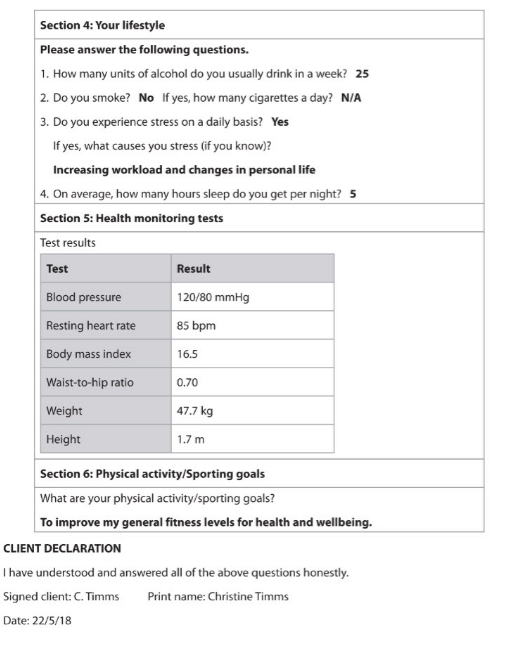 Section 4: Your lifestyle
Please answer the following questions.
1. How many units of alcohol do you usually drink in a week? 25
2. Do you smoke? No If yes, how many cigarettes a day? N/A
3. Do you experience stress on a daily basis? Yes
If yes, what causes you stress (if you know)?
Increasing workload and changes in personal life
4. On average, how many hours sleep do you get per night? 5
Section 5: Health monitoring tests
Test results
Test Result
Blood pressure 120/80 mmHg
Resting heart rate 85 bpm
Body mass index 16.5
Waist-to-hip ratio 0.70
Weight 47.7 kg
Height 1.7 m
Section 6: Physical activity/Sporting goals
What are your physical activity/sporting goals?
To improve my general fitness levels for health and wellbeing.
CLIENT DECLARATION
I have understood and answered all of the above questions honestly.
Signed client: C. Timms Print name: Christine Timms
Date: 22/5/18